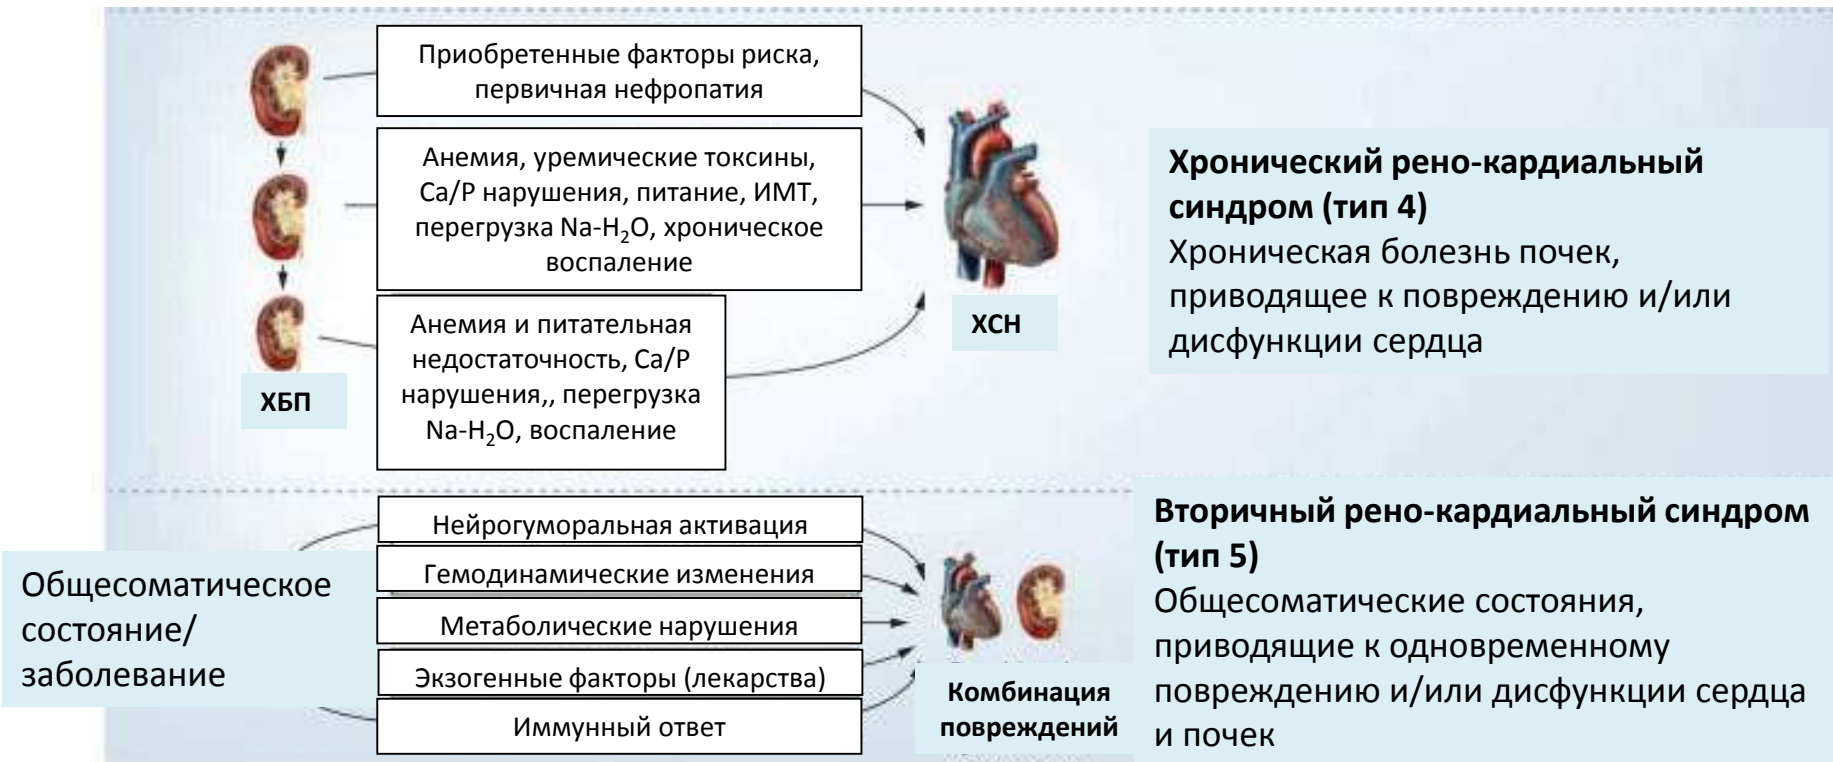 Приобретенные факторы риска,
первичная нефропатия
Анемия, уремические токсины,
Ca/P нарушения, питание, ИМТ,
перегрузка Na-H₂O, хроническое
воспаление
Анемия и питательная
недостаточность, Ca/P
нарушения,, перегрузка
Na-H₂O, воспаление
ХБП
ХСН
Хронический рено-кардиальный
синдром (тип 4)
Хроническая болезнь почек,
приводящее к повреждению и/или
дисфункции сердца
Общесоматическое
состояние/
заболевание
Нейрогуморальная активация
Гемодинамические изменения
Метаболические нарушения
Экзогенные факторы (лекарства)
Иммунный ответ
Комбинация
повреждений
Вторичный рено-кардиальный синдром
(тип 5)
Общесоматические состояния,
приводящие к одновременному
повреждению и/или дисфункции сердца
и почек